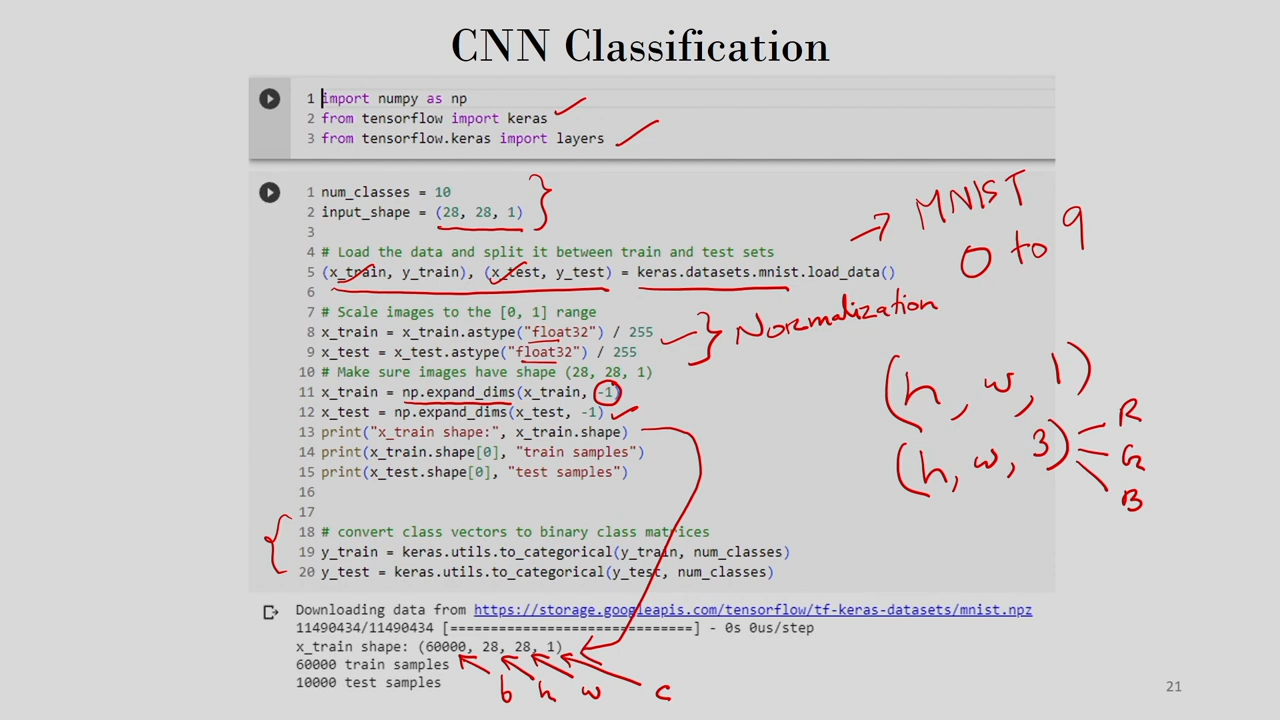 CNN Classification
1 import numpy as np
2 from tensorflow import keras
3 from tensorflow.keras import layers
1 num_classes = 10
2 input_shape = (28, 28, 1)
3
4 # Load the data and split it between train and test sets
5 (x_train, y_train), (x_test, y_test) = keras.datasets.mnist.load_data()
6
7 # Scale images to the [0, 1] range
8 x_train = x_train.astype("float32") / 255
9 x_test = x_test.astype("float32") / 255
10 # Make sure images have shape (28, 28, 1)
11 x_train = np.expand_dims(x_train, -1)
12 x_test = np.expand_dims(x_test, -1)
13 print("x_train shape:", x_train.shape)
14 print(x_train.shape[0], "train samples")
15 print(x_test.shape[0], "test samples")
16
17
18 # convert class vectors to binary class matrices
19 y_train = keras.utils.to_categorical(y_train, num_classes)
20 y_test = keras.utils.to_categorical(y_test, num_classes)
MNIST
0 to 9
Normalization
(h, w, 1)
(h, w, 3)
R
G
B
Downloading data from https://storage.googleapis.com/tensorflow/tf-keras-datasets/mnist.npz
11490434/11490434 [==============================] - 0s 0us/step
x_train shape: (60000, 28, 28, 1)
60000 train samples
10000 test samples
b h w c
21